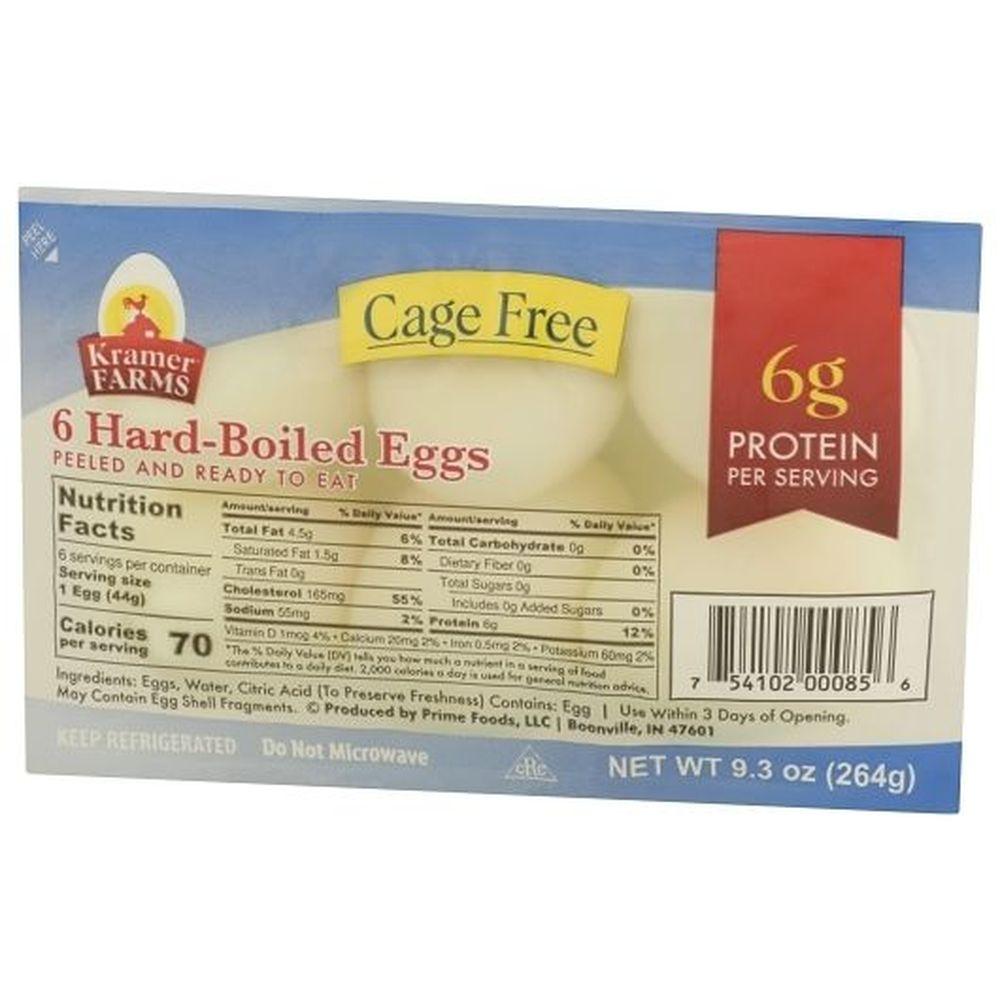 PEEL
HERE
Kramer
FARMS
Cage Free
6g
PROTEIN
PER SERVING
6 Hard-Boiled Eggs
PEELED AND READY TO EAT
Nutrition
Facts
6 servings per container
Serving size
1 Egg (44g)
Calories
per serving 70
Amount/serving % Daily Value*
Total Fat 4.5g 6%
Saturated Fat 1.5g 8%
Trans Fat 0g
Cholesterol 165mg 55%
Sodium 55mg 2%
Amount/serving % Daily Value*
Total Carbohydrate 0g 0%
Dietary Fiber 0g 0%
Total Sugars 0g
Includes 0g Added Sugars 0%
Protein 6g 12%
Vitamin D 1mcg 4% • Calcium 20mg 2% • Iron 0.5mg 2% • Potassium 60mg 2%
*The % Daily Value (DV) tells you how much a nutrient in a serving of food
contributes to a daily diet. 2,000 calories a day is used for general nutrition advice.
7 54102 00085 6
Ingredients: Eggs, Water, Citric Acid (To Preserve Freshness) Contains: Egg | Use Within 3 Days of Opening.
May Contain Egg Shell Fragments. © Produced by Prime Foods, LLC | Boonville, IN 47601
KEEP REFRIGERATED Do Not Microwave
cRc
NET WT 9.3 oz (264g)